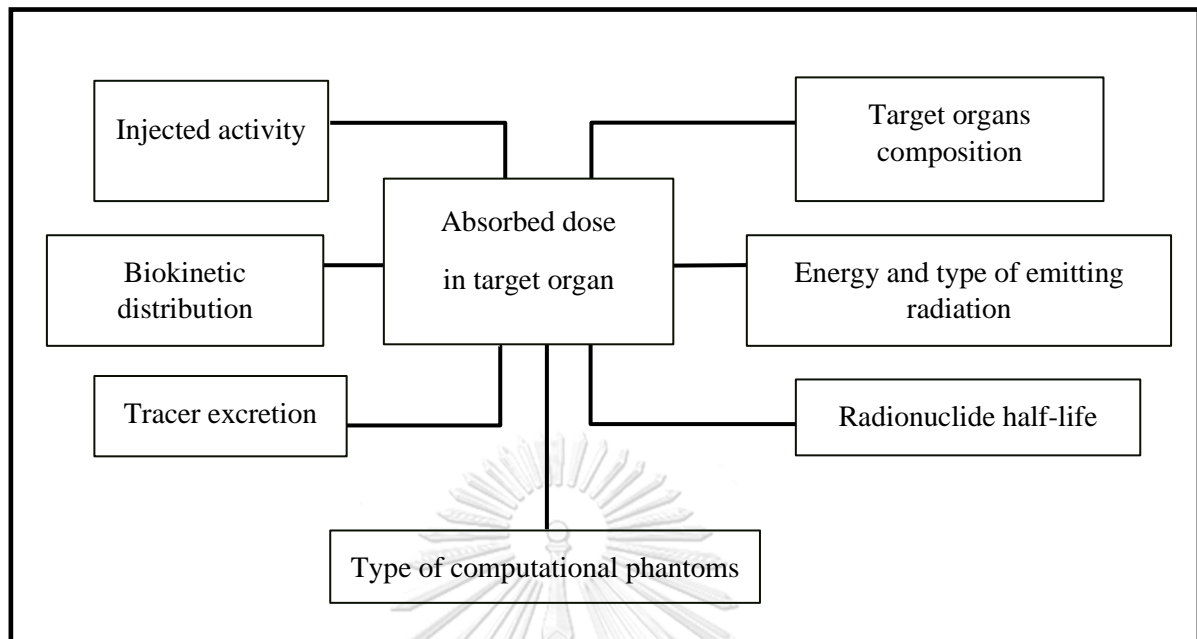 Injected activity
Target organs
composition
Absorbed dose
in target organ
Biokinetic
distribution
Energy and type of emitting
radiation
Tracer excretion
Radionuclide half-life
Type of computational phantoms